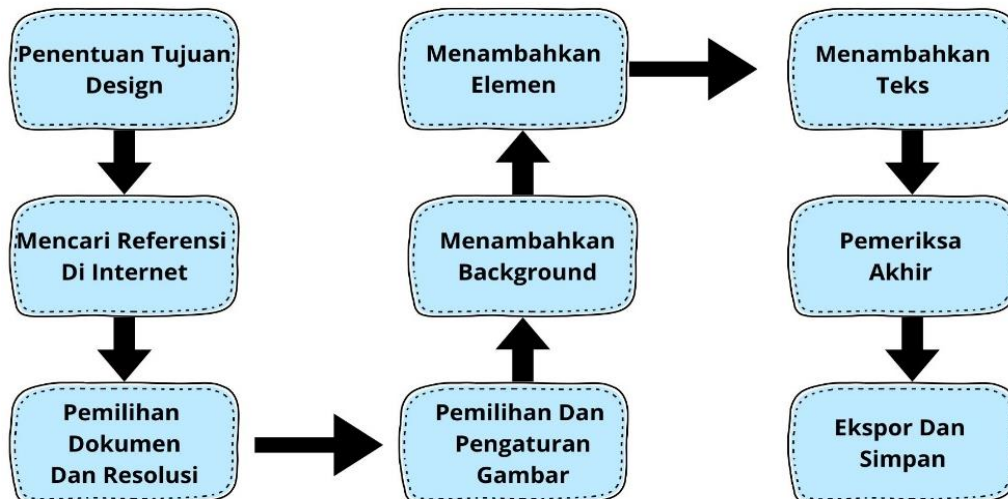 Penentuan Tujuan
Design
Mencari Referensi
Di Internet
Pemilihan
Dokumen
Dan Resolusi
Pemilihan Dan
Pengaturan
Gambar
Menambahkan
Background
Menambahkan
Elemen
Menambahkan
Teks
Pemeriksa
Akhir
Ekspor Dan
Simpan